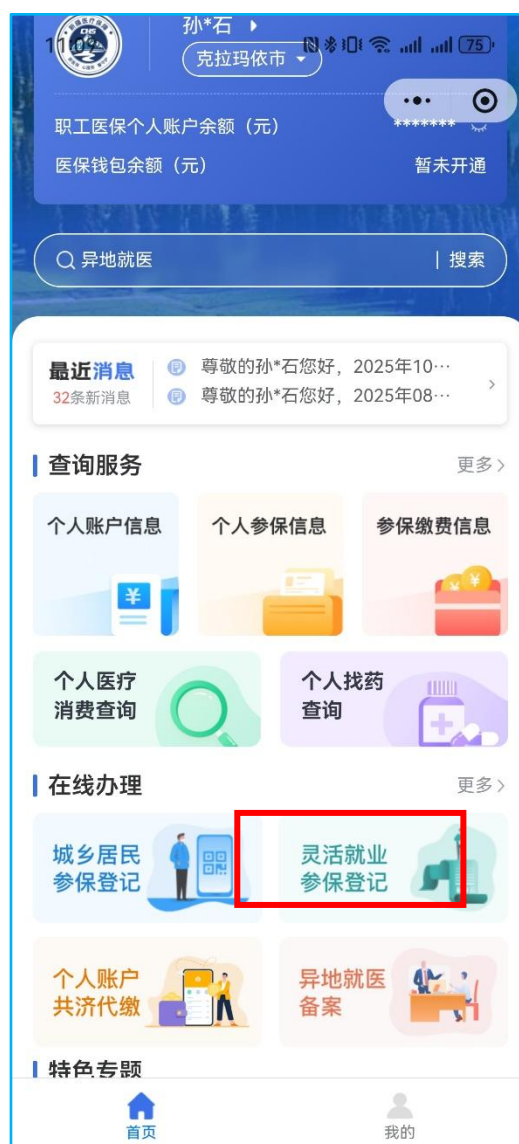 孙*石
克拉玛依市
75
职工医保个人账户余额（元） *******
医保钱包余额（元） 暂未开通
异地就医 | 搜索
最近消息 尊敬的孙*石您好，2025年10…
32条新消息 尊敬的孙*石您好，2025年08…
查询服务 更多
个人账户信息 个人参保信息 参保缴费信息
个人医疗 个人找药
消费查询 查询
在线办理 更多
城乡居民 灵活就业
参保登记 参保登记
个人账户 异地就医
共济代缴 备案
特色专题
首页 我的